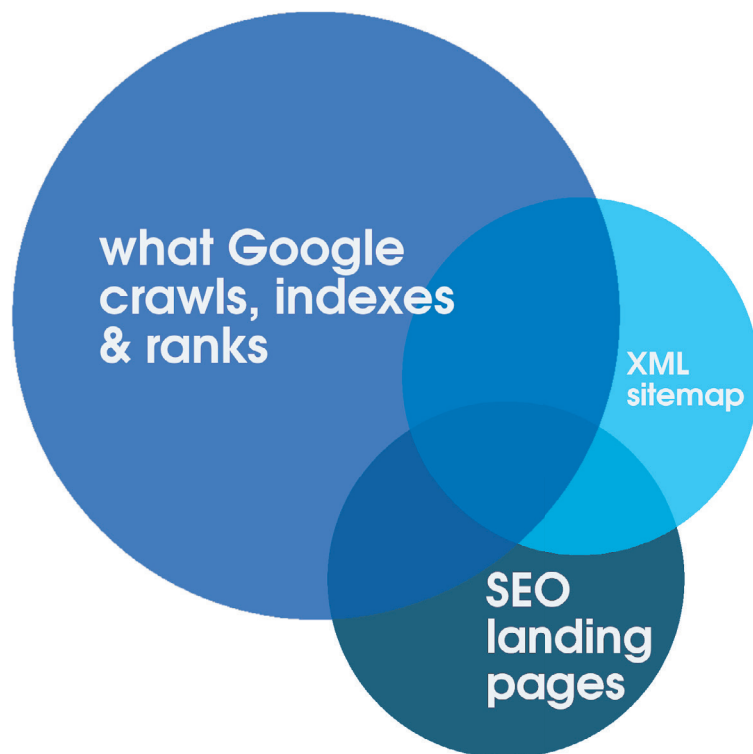 what Google
crawls, indexes
& ranks
XML
sitemap
SEO
landing
pages